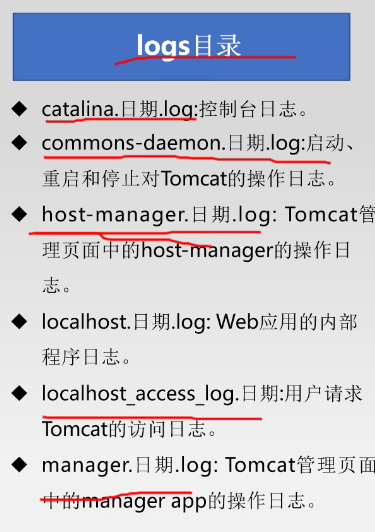 logs目录
◆ catalina.日期.log:控制台日志。
◆ commons-daemon.日期.log:启动、
重启和停止对Tomcat的操作日志。
◆ host-manager.日期.log: Tomcat管
理页面中的host-manager的操作日
志。
◆ localhost.日期.log: Web应用的内部
程序日志。
◆ localhost_access_log.日期:用户请求
Tomcat的访问日志。
◆ manager.日期.log: Tomcat管理页面
中的manager app的操作日志。